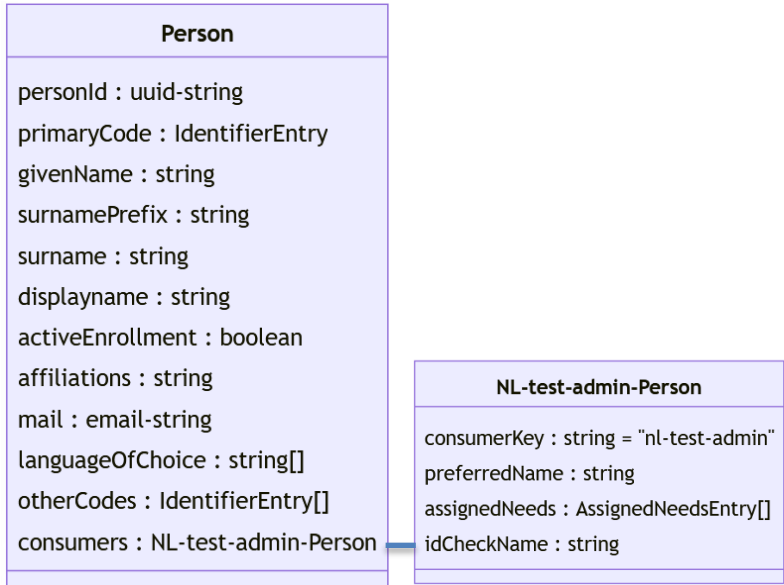 Person
personId : uuid-string
primaryCode : IdentifierEntry
givenName : string
surnamePrefix : string
surname : string
displayname : string
activeEnrollment : boolean
affiliations : string
mail : email-string
languageOfChoice : string[]
otherCodes : IdentifierEntry[]
consumers : NL-test-admin-Person
NL-test-admin-Person
consumerKey : string = "nl-test-admin"
preferredName : string
assignedNeeds : AssignedNeedsEntry[]
idCheckName : string